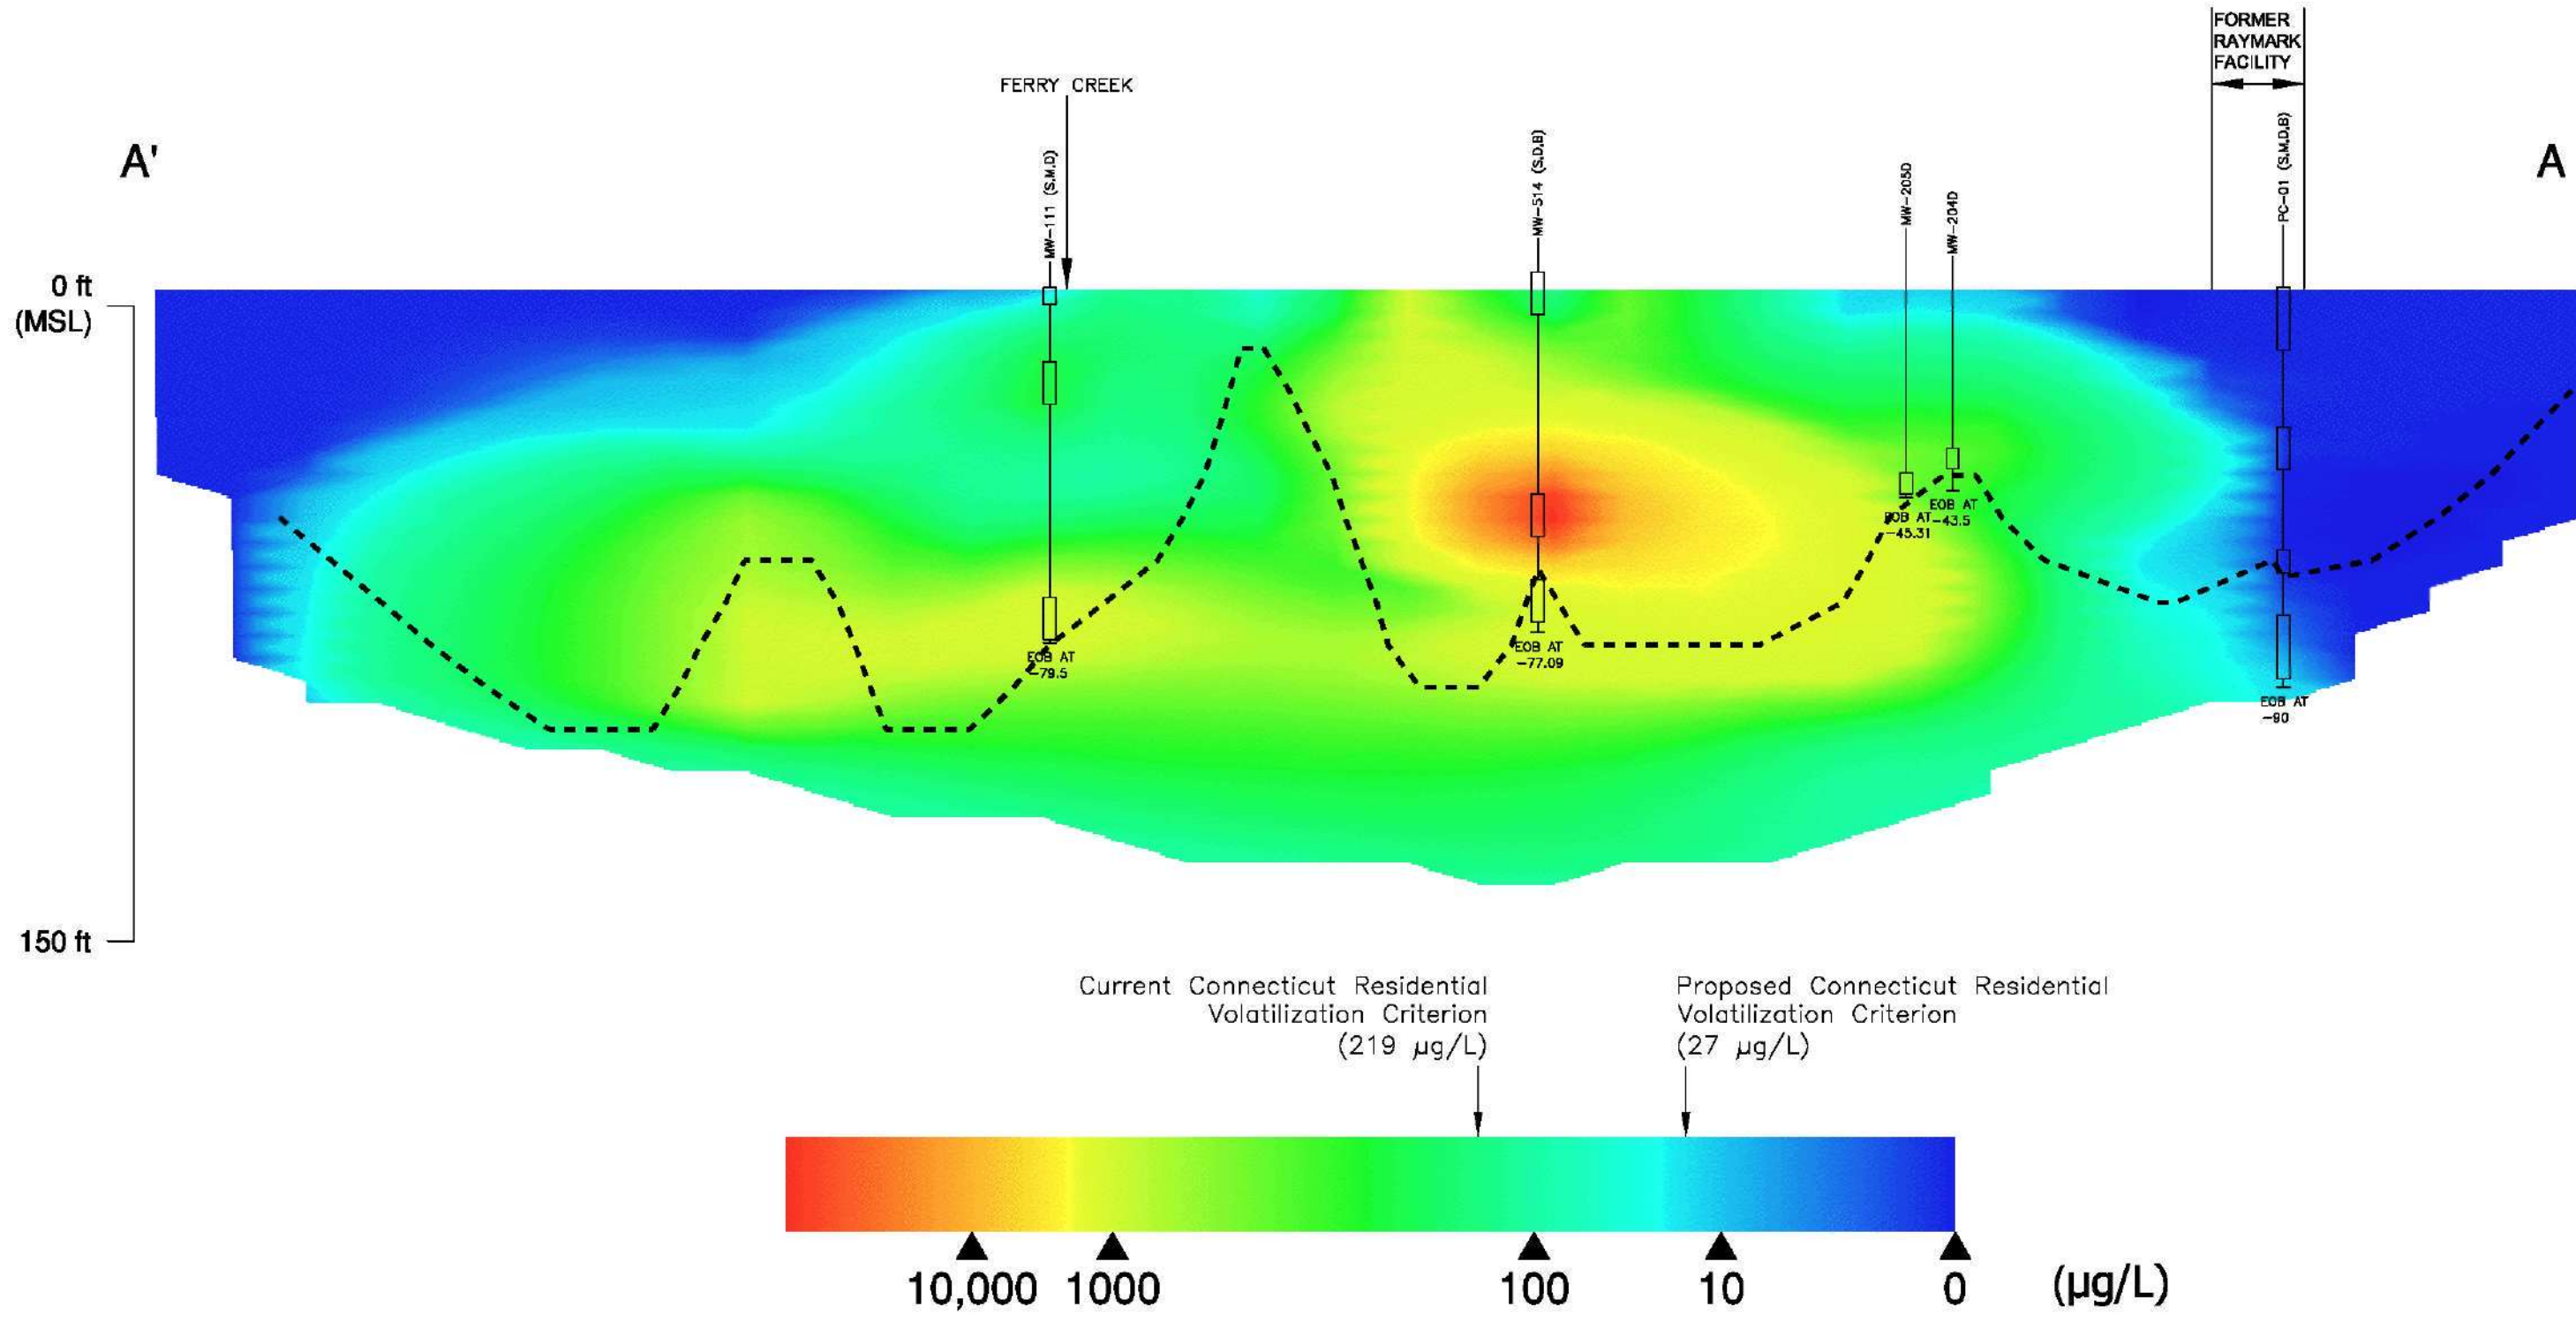 FORMER
RAYMARK
FACILITY
FERRY CREEK
A'
A
MW-111 (S,M,D)
MW-514 (S,D,B)
MW-205D
MW-204D
PC-01 (S,M,D,B)
0 ft
(MSL)
EOB AT
-43.5
EOB AT
-45.31
EOB AT
-79.5
EOB AT
-77.09
EOB AT
-90
150 ft
Current Connecticut Residential
Volatilization Criterion
(219 µg/L)
Proposed Connecticut Residential
Volatilization Criterion
(27 µg/L)
10,000 1000 100 10 0 (µg/L)